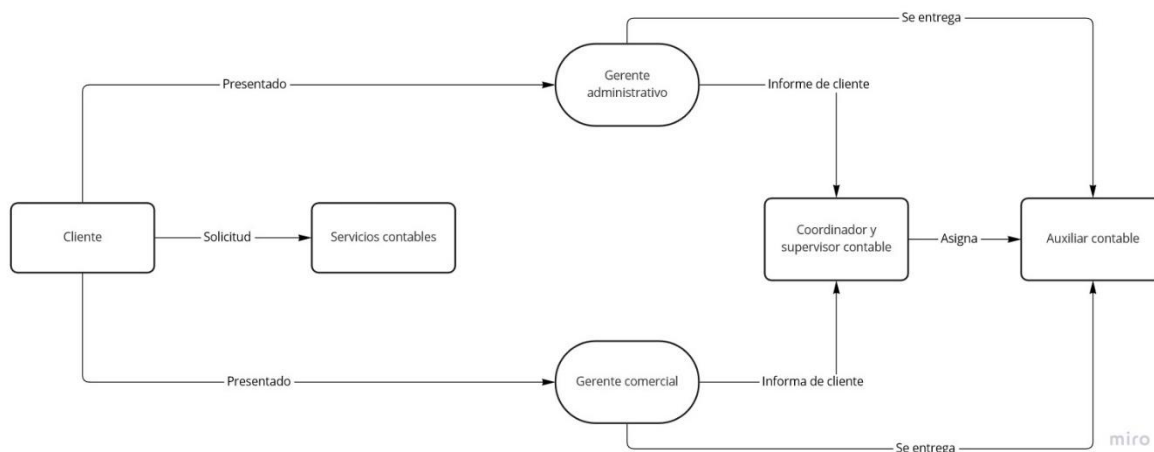 Se entrega
Gerente
administrativo
Presentado
Informe de cliente
Cliente
Solicitud
Servicios contables
Coordinador y
supervisor contable
Asigna
Auxiliar contable
Presentado
Gerente comercial
Informa de cliente
Se entrega
miro